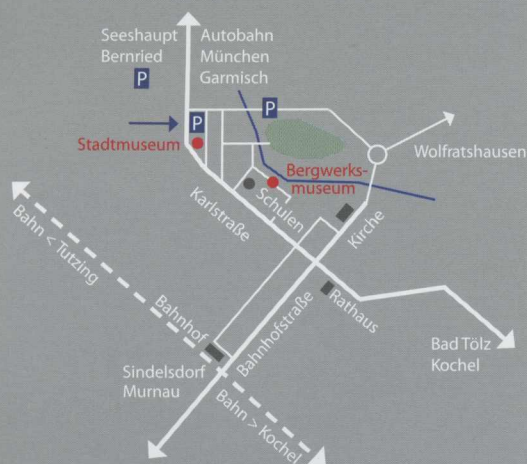 Seeshaupt
Bernried
P
Autobahn
München
Garmisch
P
P
Stadtmuseum
Wolfratshausen
Bergwerks-
museum
Schulen
Karlstraße
Kirche
Bahn < Tutzing
Bahnhof
Bahnhofstraße
Rathaus
Bad Tölz
Kochel
Sindelsdorf
Murnau
Bahn > Kochel